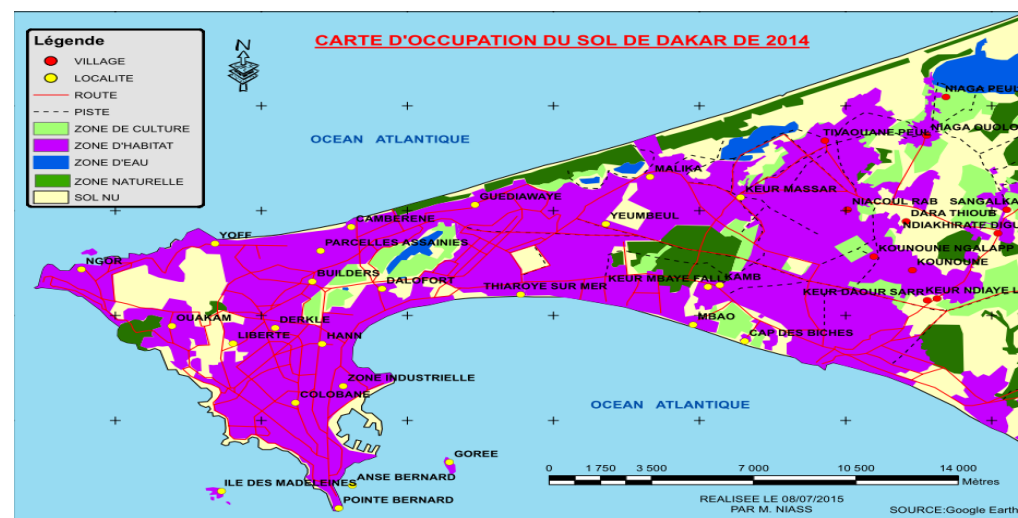 CARTE D'OCCUPATION DU SOL DE DAKAR DE 2014
Légende
VILLAGE
LOCALITE
ROUTE
PISTE
ZONE DE CULTURE
ZONE D'HABITAT
ZONE D'EAU
ZONE NATURELLE
SOL NU
N
OCEAN ATLANTIQUE
NIAGA PEUL
TIVAOUANE PEUL
NIAGA OUOLO
MALIKA
KEUR MASSAR
GUEDIAWAYE
NIACOUL RAB
SANGALKA
DARA THIOUB
NDIAKHIRATE DIGU
CAMBERENE
YEUMBEUL
YOFF
PARCELLES ASSAINIES
KOUNOUNE NGALAPP
KOUNOUNE
NGOR
BUILDERS
DALOFORT
THIAROYE SUR MER
KEUR MBAYE FALL
KAMB
KEUR DAOUR SARR
KEUR NDIAYE L
OUAKAM
DERKLE
LIBERTE
HANN
MBAO
CAP DES BICHES
ZONE INDUSTRIELLE
COLOBANE
OCEAN ATLANTIQUE
GOREE
ILE DES MADELEINES
ANSE BERNARD
POINTE BERNARD
0 1 750 3 500 7 000 10 500 14 000
Mètres
REALISEE LE 08/07/2015
PAR M. NIASS
SOURCE:Google Earth